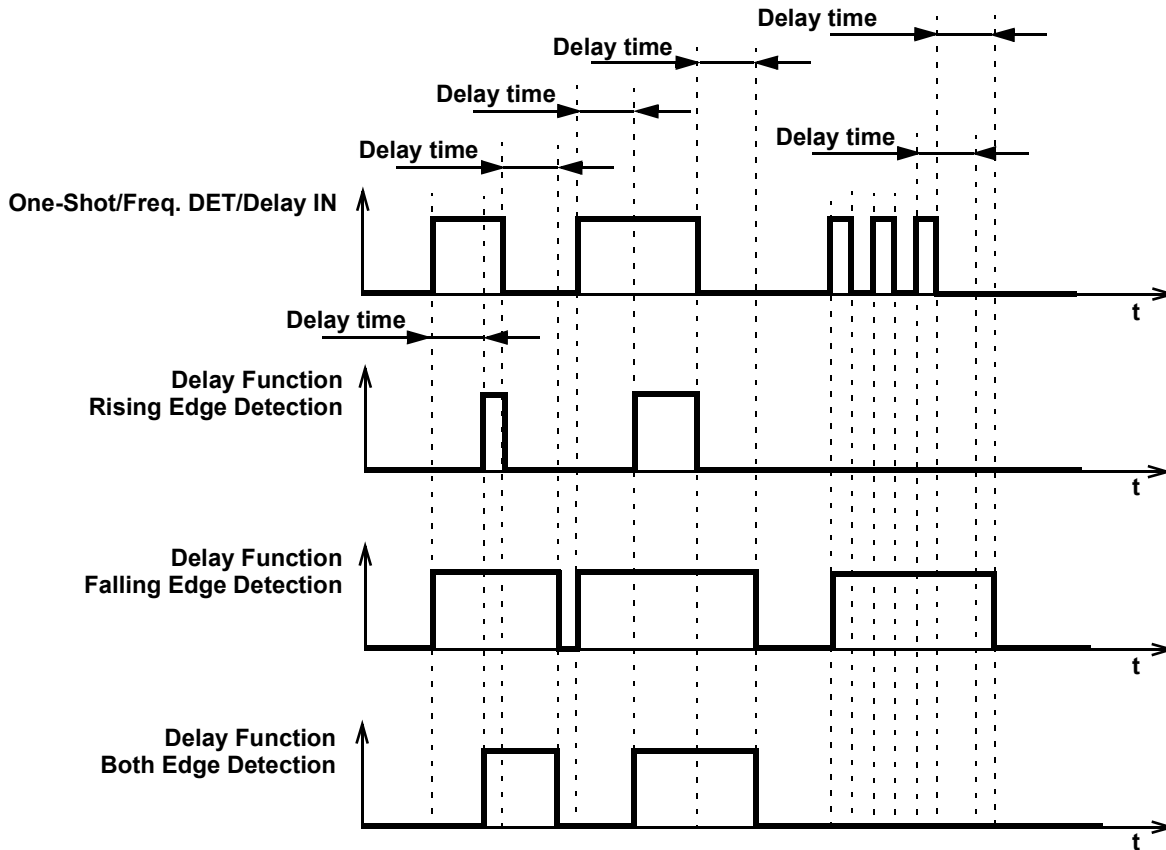 Delay time
Delay time
Delay time
Delay time
Delay time
One-Shot/Freq. DET/Delay IN
t
Delay time
Delay Function
Rising Edge Detection
t
Delay Function
Falling Edge Detection
t
Delay Function
Both Edge Detection
t